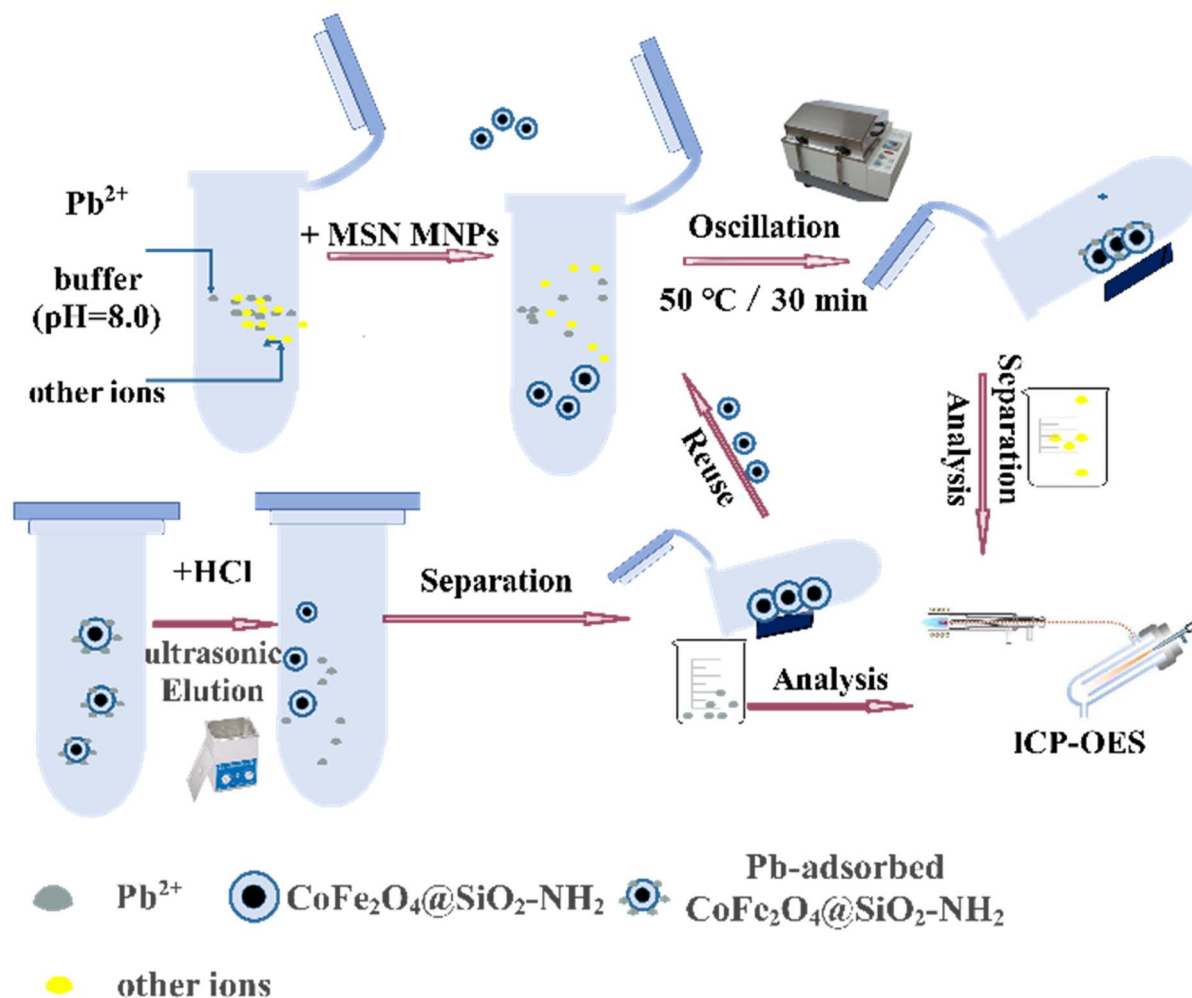 Pb²⁺
buffer
(pH=8.0)
other ions
+ MSN MNPs
Oscillation
50 °C / 30 min
Separation
Analysis
Reuse
+HCl
ultrasonic
Elution
Separation
Analysis
ICP-OES
Pb²⁺
CoFe₂O₄@SiO₂-NH₂
Pb-adsorbed
CoFe₂O₄@SiO₂-NH₂
other ions